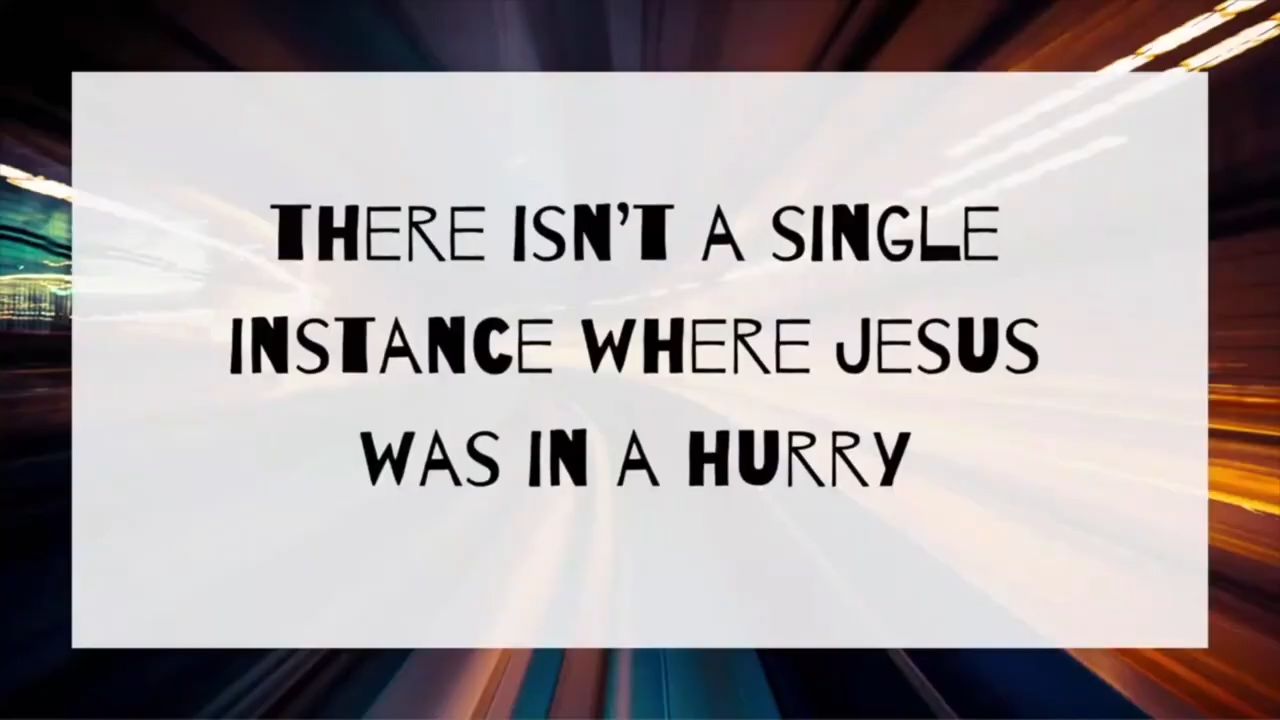 THERE ISN'T A SINGLE
INSTANCE WHERE JESUS
WAS IN A HURRY